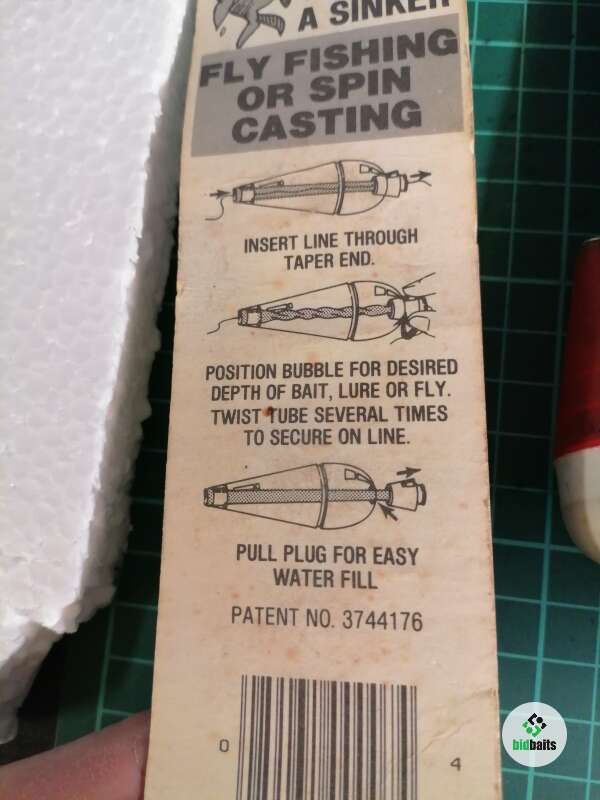 A SINKER
FLY FISHING
OR SPIN
CASTING
INSERT LINE THROUGH
TAPER END.
POSITION BUBBLE FOR DESIRED
DEPTH OF BAIT, LURE OR FLY.
TWIST TUBE SEVERAL TIMES
TO SECURE ON LINE.
PULL PLUG FOR EASY
WATER FILL
PATENT NO. 3744176
0
4
bidbaits